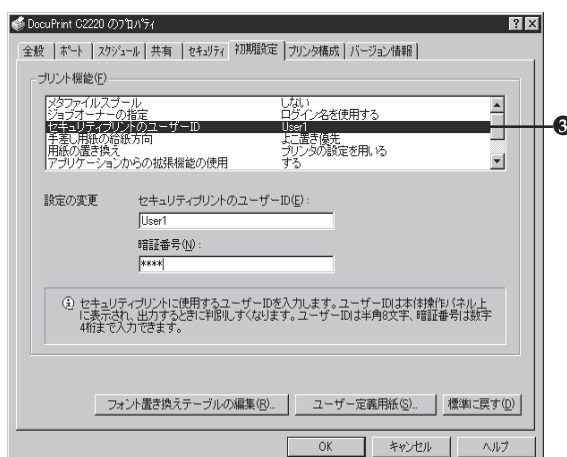 DocuPrint C2220 のﾌﾟﾛﾊﾟﾃｨ
全般 ﾎﾟｰﾄ ｽｹｼﾞｭｰﾙ 共有 ｾｷｭﾘﾃｨ 初期設定 プリンタ構成 バージョン情報
プリント機能(F)
メタファイルスプール しない
ジョブオーナーの指定 ログイン名を使用する
セキュリティプリントのユーザーID User1
手差し用紙の給紙方向 よこ置き優先
用紙の置き換え プリンタの設定を用いる
アプリケーションからの拡張機能の使用 する
❸
設定の変更 セキュリティプリントのユーザーID(E):
User1
暗証番号(N):
****
セキュリティプリントに使用するユーザーIDを入力します。ユーザーIDは本体操作パネル上
に表示され、出力するときに判別しすくなります。ユーザーIDは半角8文字、暗証番号は数字
4桁まで入力できます。
フォント置き換えテーブルの編集(R)... ユーザー定義用紙(S)... 標準に戻す(D)
OK キャンセル ヘルプ